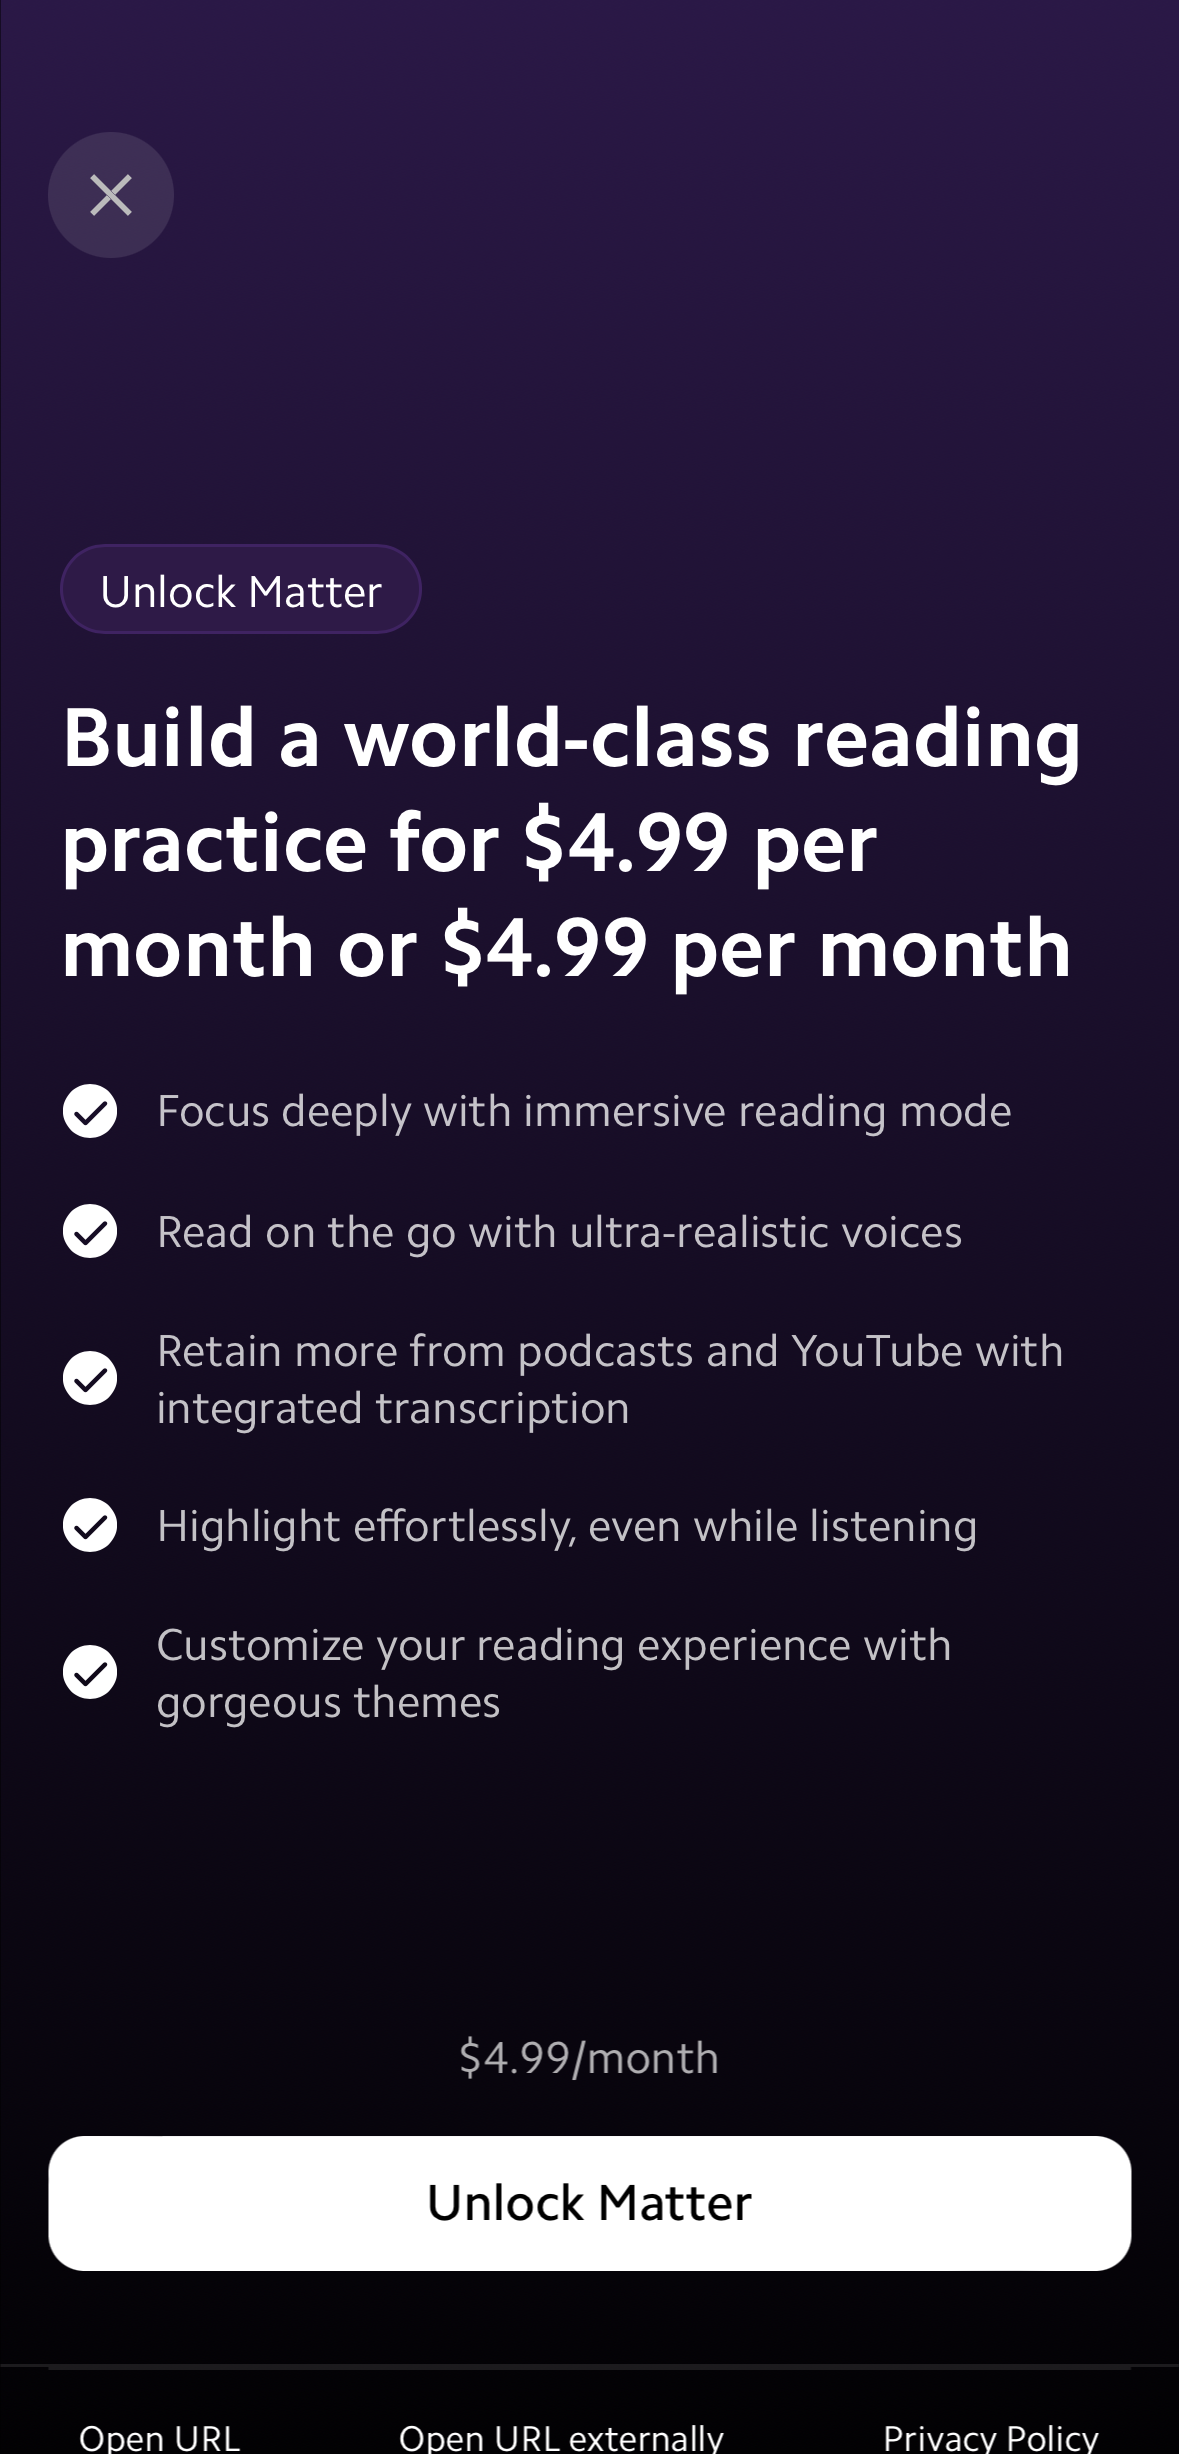 Unlock Matter
Build a world-class reading
practice for $4.99 per
month or $4.99 per month
Focus deeply with immersive reading mode
Read on the go with ultra-realistic voices
Retain more from podcasts and YouTube with
integrated transcription
Highlight effortlessly, even while listening
Customize your reading experience with
gorgeous themes
$4.99/month
Unlock Matter
Open URL Open URL externally Privacy Policy